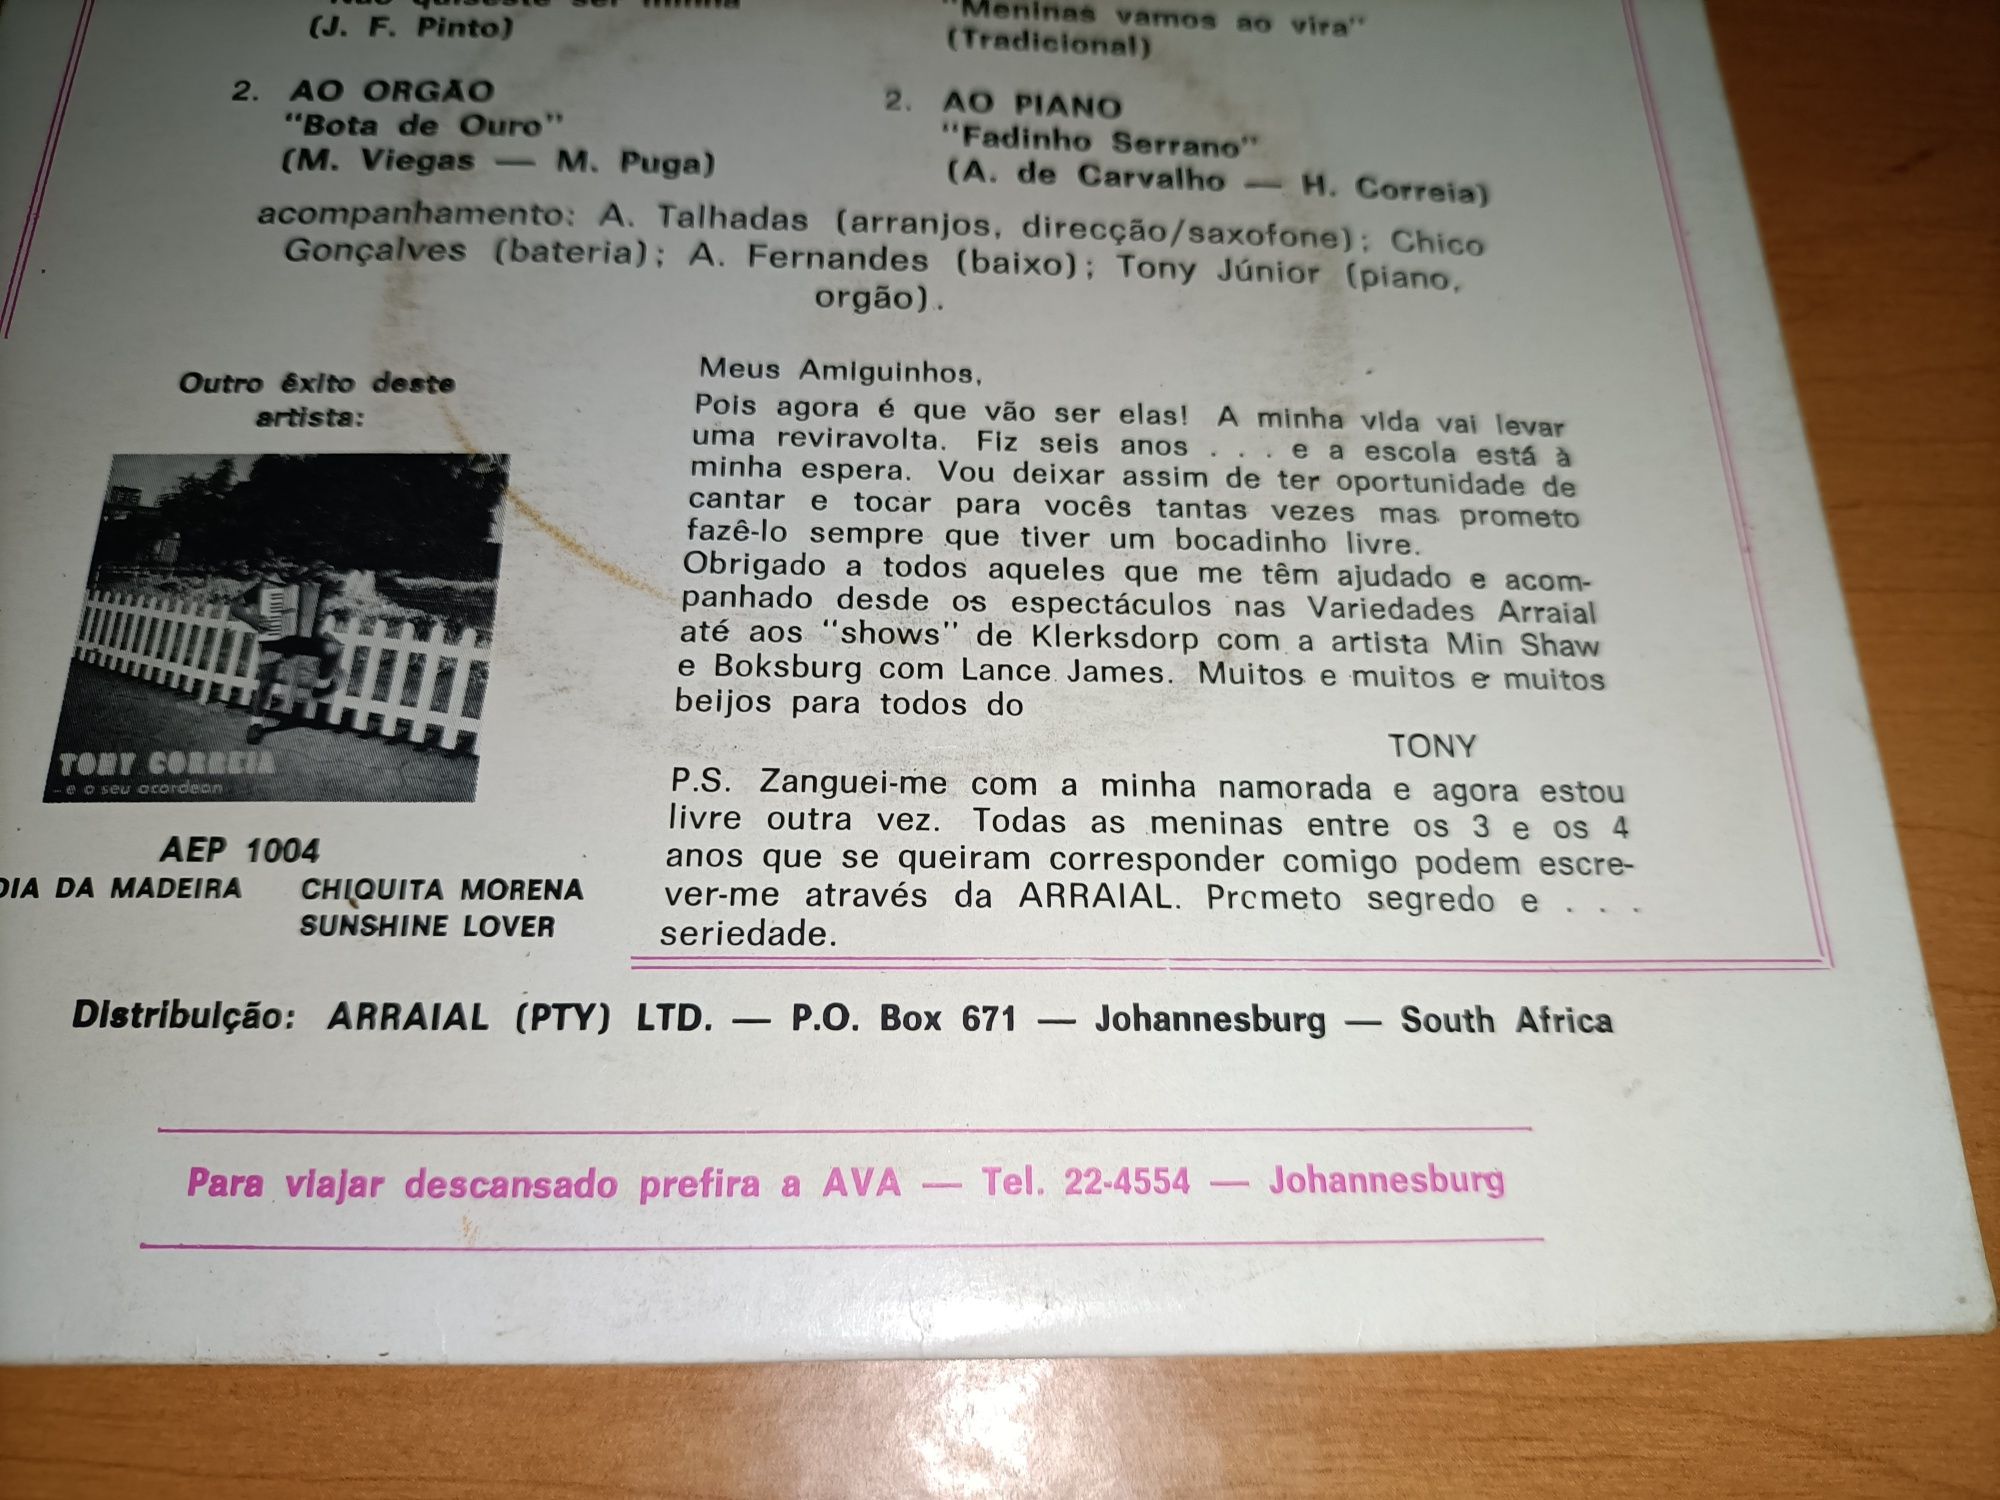 "Não quiseste ser minha"
(J. F. Pinto)
2. AO ORGÃO
"Bota de Ouro"
(M. Viegas — M. Puga)
"Meninas vamos ao vira"
(Tradicional)
2. AO PIANO
"Fadinho Serrano"
(A. de Carvalho — H. Correia)
acompanhamento: A. Talhadas (arranjos, direcção/saxofone); Chico
Gonçalves (bateria); A. Fernandes (baixo); Tony Júnior (piano,
orgão).
Outro êxito deste
artista:
TONY CORREIA
- e o seu acordeon
AEP 1004
DIA DA MADEIRA
CHIQUITA MORENA
SUNSHINE LOVER
Meus Amiguinhos,
Pois agora é que vão ser elas! A minha vida vai levar
uma reviravolta. Fiz seis anos . . . e a escola está à
minha espera. Vou deixar assim de ter oportunidade de
cantar e tocar para vocês tantas vezes mas prometo
fazê-lo sempre que tiver um bocadinho livre.
Obrigado a todos aqueles que me têm ajudado e acom-
panhado desde os espectáculos nas Variedades Arraial
até aos "shows" de Klerksdorp com a artista Min Shaw
e Boksburg com Lance James. Muitos e muitos e muitos
beijos para todos do
TONY
P.S. Zanguei-me com a minha namorada e agora estou
livre outra vez. Todas as meninas entre os 3 e os 4
anos que se queiram corresponder comigo podem escre-
ver-me através da ARRAIAL. Prcmeto segredo e . . .
seriedade.
Distribuição: ARRAIAL (PTY) LTD. — P.O. Box 671 — Johannesburg — South Africa
Para viajar descansado prefira a AVA — Tel. 22-4554 — Johannesburg